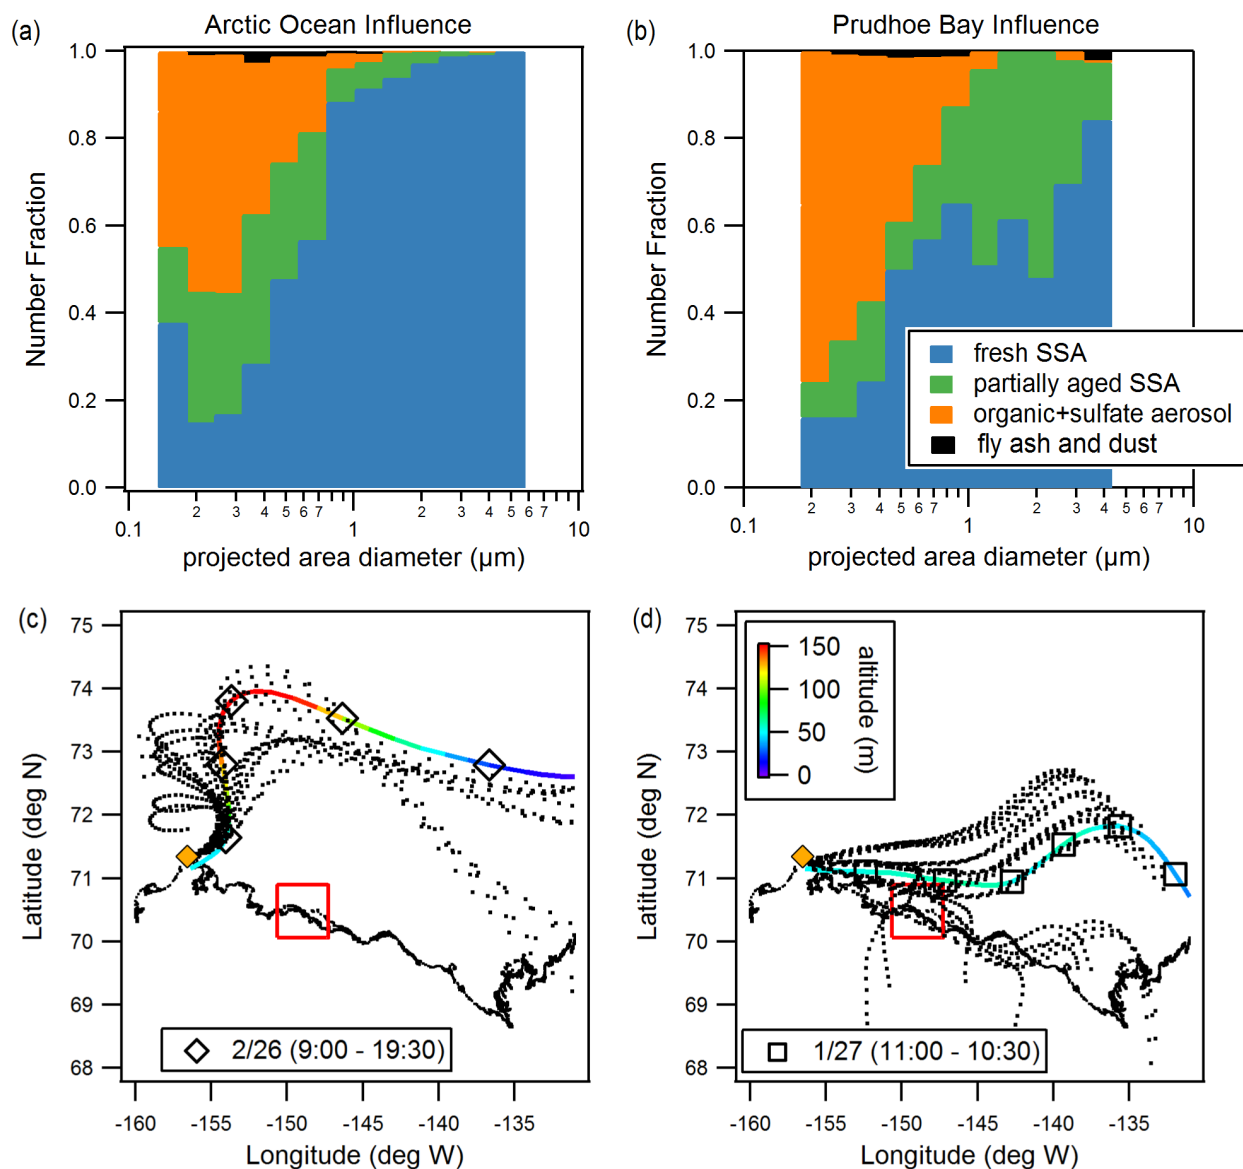 (a) Arctic Ocean Influence
1.0
0.8
0.6
0.4
0.2
0.0
Number Fraction
0.1 2 3 4 5 6 7 1 2 3 4 5 6 7 10
projected area diameter (µm)
(b) Prudhoe Bay Influence
1.0
0.8
0.6
0.4
0.2
0.0
Number Fraction
fresh SSA
partially aged SSA
organic+sulfate aerosol
fly ash and dust
0.1 2 3 4 5 6 7 1 2 3 4 5 6 7 10
projected area diameter (µm)
(c)
75
74
73
72
71
70
69
68
Latitude (deg N)
2/26 (9:00 - 19:30)
-160 -155 -150 -145 -140 -135
Longitude (deg W)
(d)
75
74
73
72
71
70
69
68
Latitude (deg N)
150
100
50
0
altitude (m)
1/27 (11:00 - 10:30)
-160 -155 -150 -145 -140 -135
Longitude (deg W)